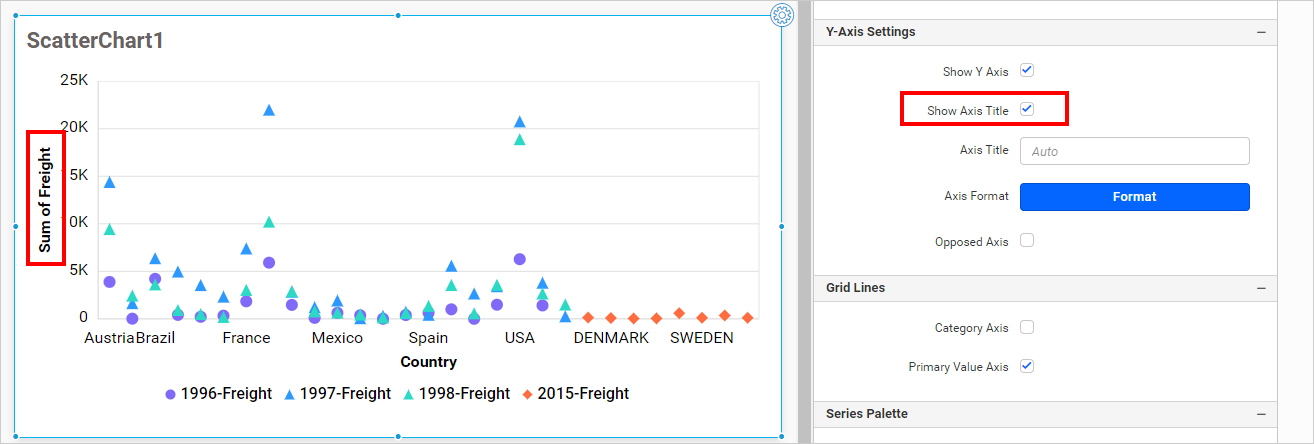 ScatterChart1
25K
20K
15K
10K
5K
0
Sum of Freight
Austria Brazil France Mexico Spain USA DENMARK SWEDEN
Country
1996-Freight 1997-Freight 1998-Freight 2015-Freight
Y-Axis Settings
Show Y Axis
Show Axis Title
Axis Title Auto
Axis Format Format
Opposed Axis
Grid Lines
Category Axis
Primary Value Axis
Series Palette